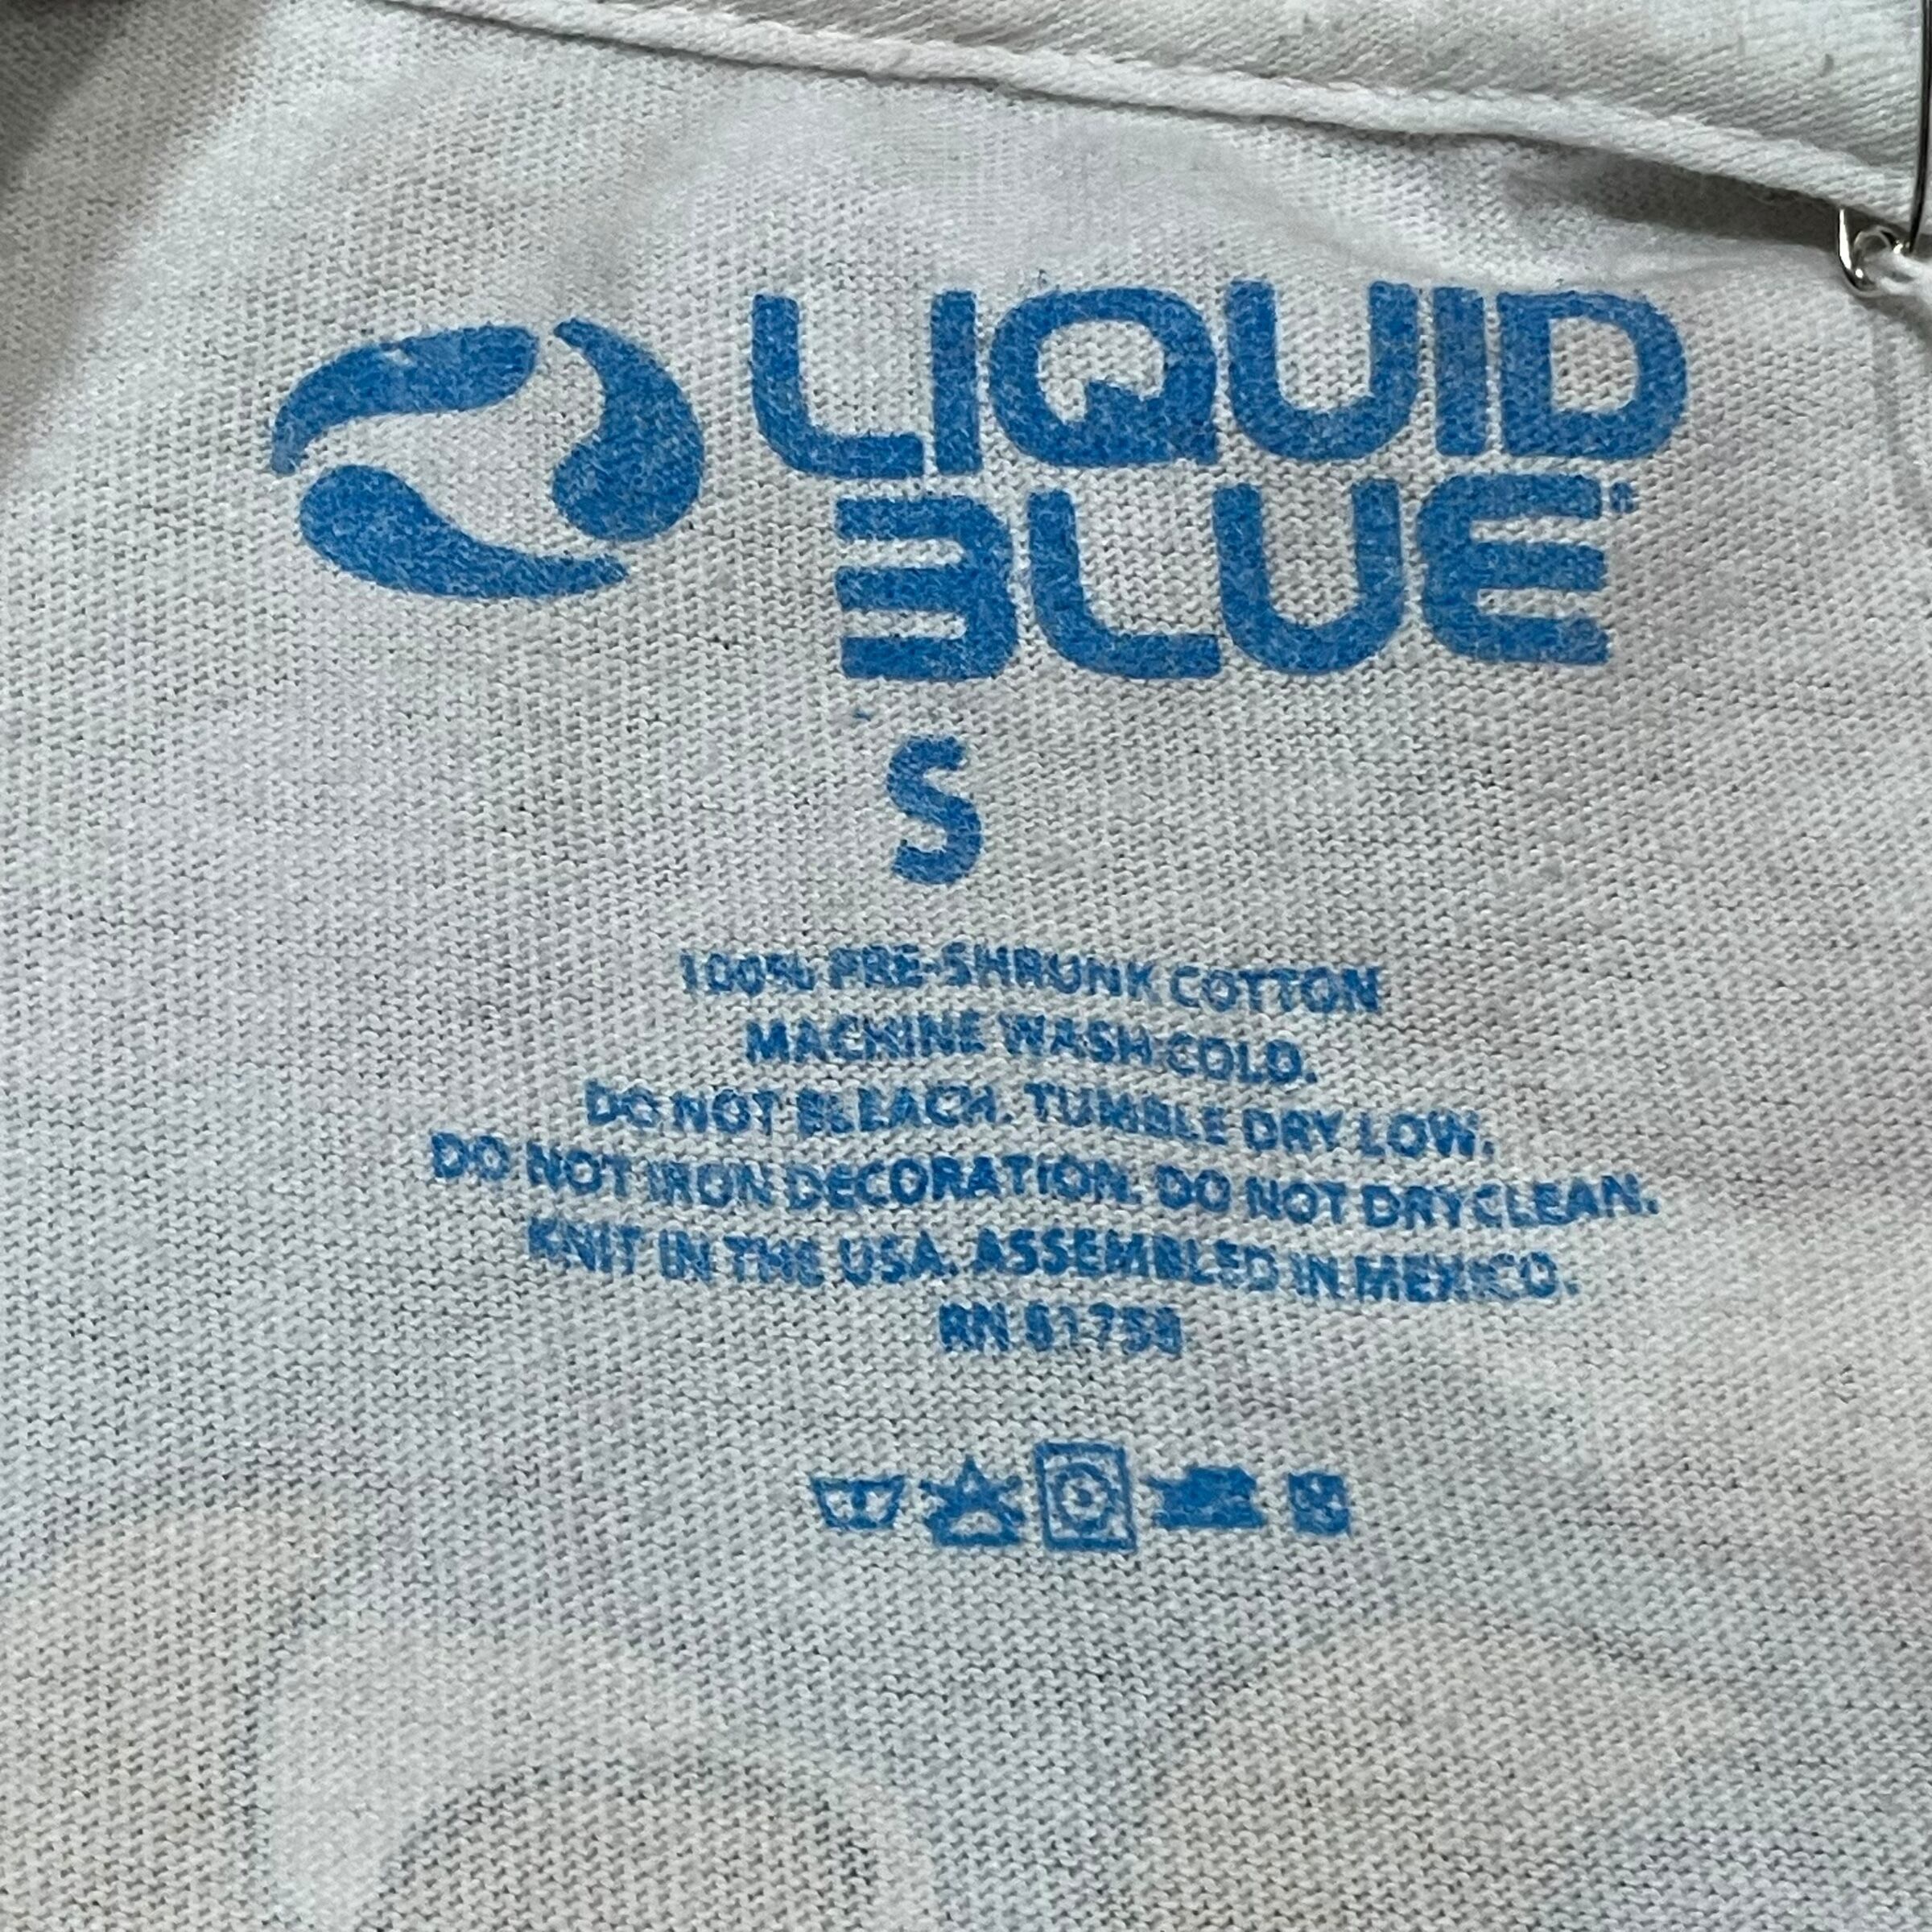 LIQUID
BLUE®
S
100% PRE-SHRUNK COTTON
MACHINE WASH COLD.
DO NOT BLEACH. TUMBLE DRY LOW.
DO NOT IRON DECORATION. DO NOT DRYCLEAN.
KNIT IN THE USA. ASSEMBLED IN MEXICO.
RN